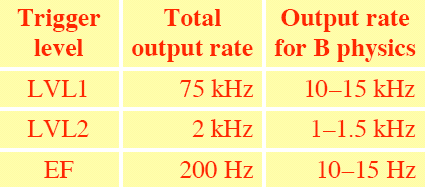 Trigger level Total output rate Output rate for B physics
LVL1 75 kHz 10–15 kHz
LVL2 2 kHz 1–1.5 kHz
EF 200 Hz 10–15 Hz